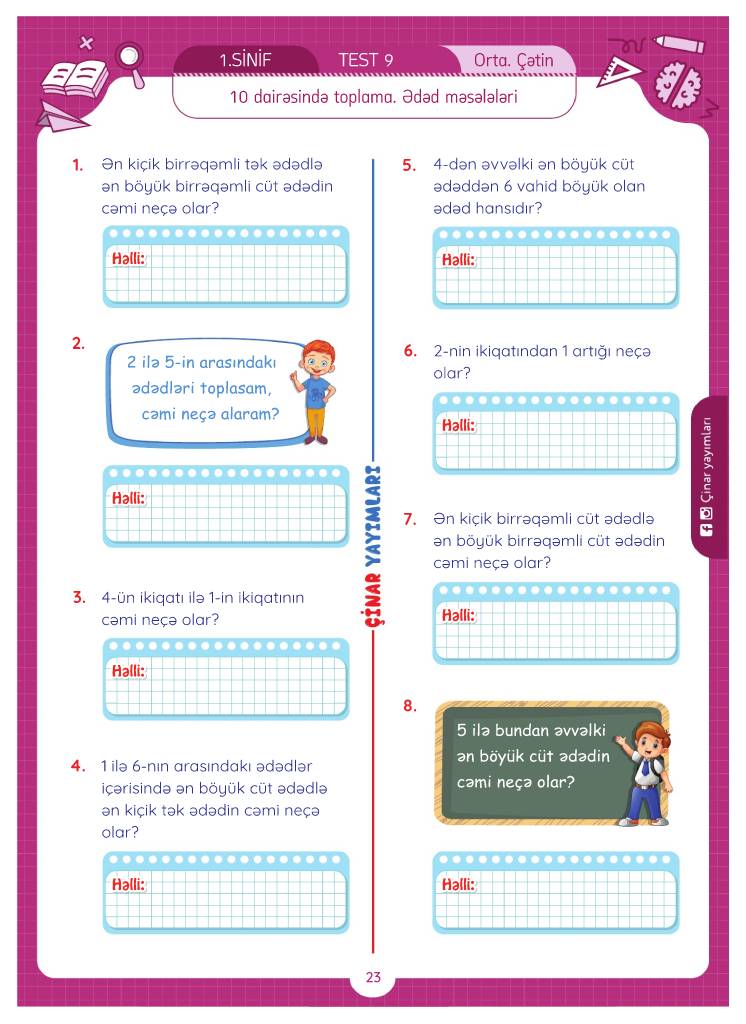 1.SİNİF
TEST 9
Orta. Çətin
10 dairəsində toplama. Ədəd məsələləri
1. Ən kiçik birrəqəmli tək ədədlə
ən böyük birrəqəmli cüt ədədin
cəmi neçə olar?
Həlli:
2. 2 ilə 5-in arasındakı
ədədləri toplasam,
cəmi neçə alaram?
Həlli:
3. 4-ün ikiqatı ilə 1-in ikiqatının
cəmi neçə olar?
Həlli:
4. 1 ilə 6-nın arasındakı ədədlər
içərisində ən böyük cüt ədədlə
ən kiçik tək ədədin cəmi neçə
olar?
Həlli:
ÇİNAR YAYIMLARI
5. 4-dən əvvəlki ən böyük cüt
ədəddən 6 vahid böyük olan
ədəd hansıdır?
Həlli:
6. 2-nin ikiqatından 1 artığı neçə
olar?
Həlli:
7. Ən kiçik birrəqəmli cüt ədədlə
ən böyük birrəqəmli cüt ədədin
cəmi neçə olar?
Həlli:
8. 5 ilə bundan əvvəlki
ən böyük cüt ədədin
cəmi neçə olar?
Həlli:
Çinar yayımları
23